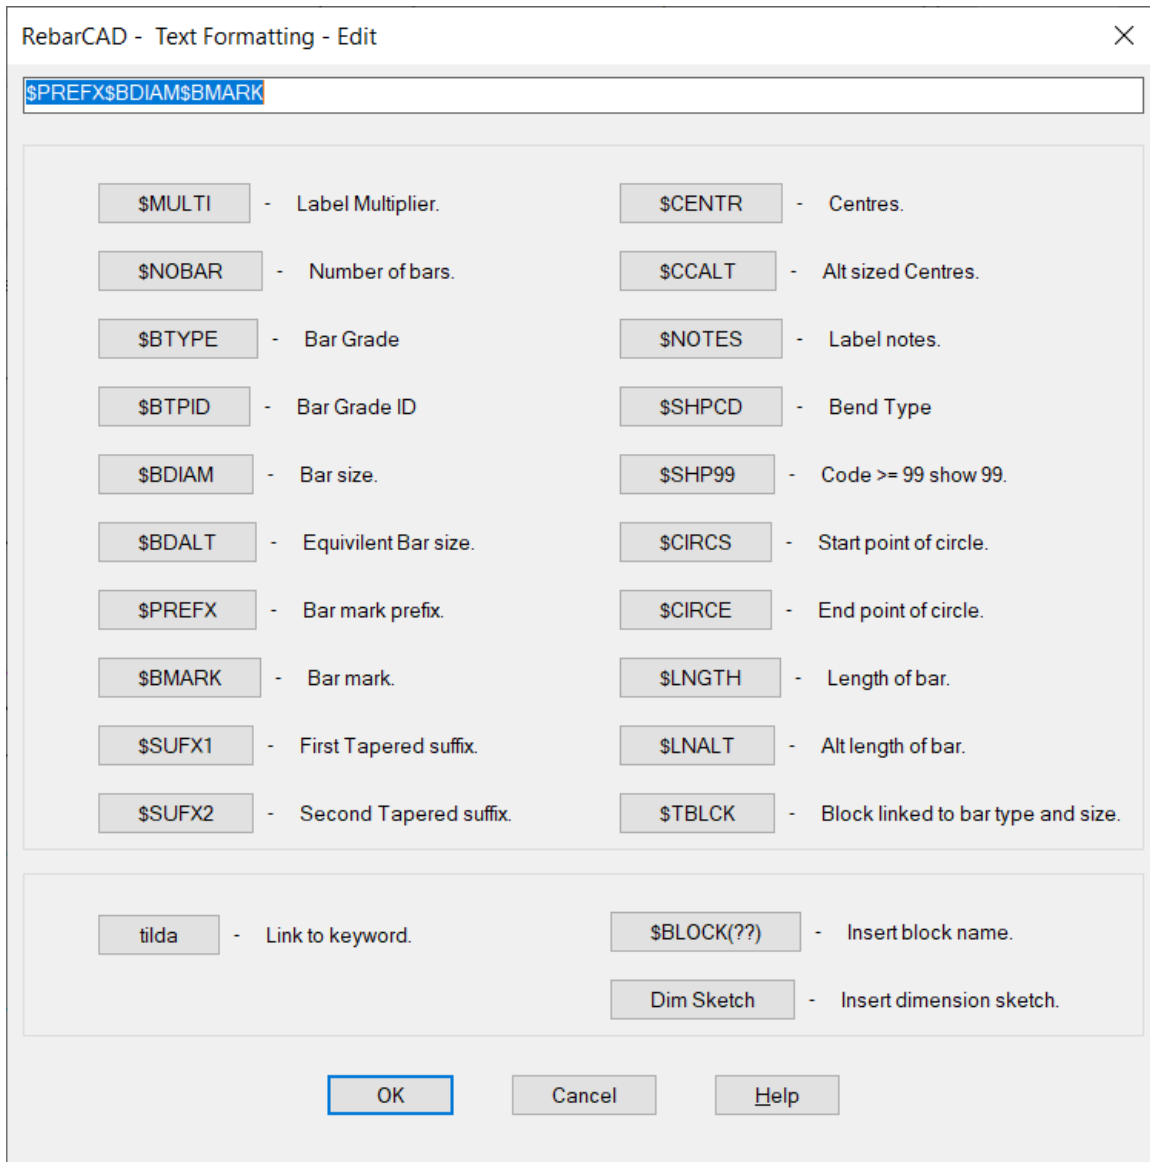 RebarCAD -  Text Formatting - Edit
$PREFX$BDIAM$BMARK
$MULTI - Label Multiplier.
$CENTR - Centres.
$NOBAR - Number of bars.
$CCALT - Alt sized Centres.
$BTYPE - Bar Grade
$NOTES - Label notes.
$BTPID - Bar Grade ID
$SHPCD - Bend Type
$BDIAM - Bar size.
$SHP99 - Code >= 99 show 99.
$BDALT - Equivilent Bar size.
$CIRCS - Start point of circle.
$PREFX - Bar mark prefix.
$CIRCE - End point of circle.
$BMARK - Bar mark.
$LNGTH - Length of bar.
$SUFX1 - First Tapered suffix.
$LNALT - Alt length of bar.
$SUFX2 - Second Tapered suffix.
$TBLCK - Block linked to bar type and size.
tilda - Link to keyword.
$BLOCK(??) - Insert block name.
Dim Sketch - Insert dimension sketch.
OK
Cancel
Help